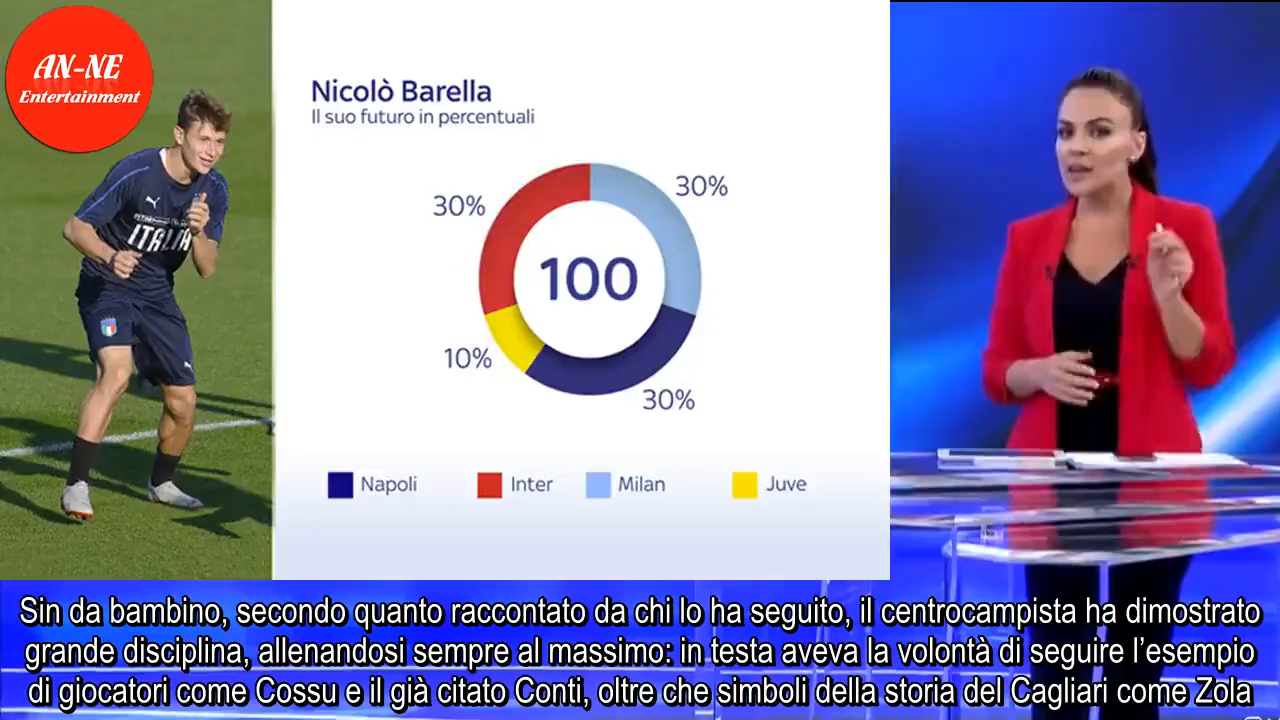 AN-NE
Entertainment
ITALIA
Nicolò Barella
Il suo futuro in percentuali
30%
30%
100
10%
30%
Napoli
Inter
Milan
Juve
Sin da bambino, secondo quanto raccontato da chi lo ha seguito, il centrocampista ha dimostrato
grande disciplina, allenandosi sempre al massimo: in testa aveva la volontà di seguire l’esempio
di giocatori come Cossu e il già citato Conti, oltre che simboli della storia del Cagliari come Zola